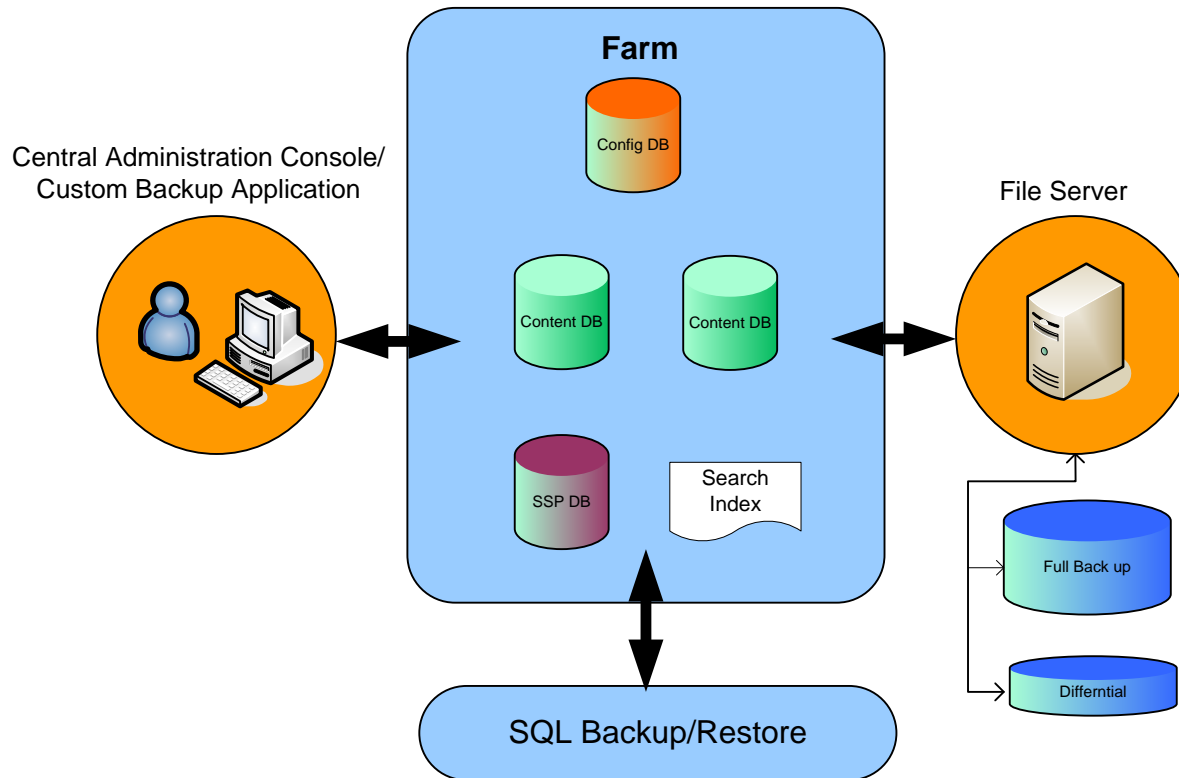 Farm
Config DB
Central Administration Console/
Custom Backup Application
File Server
Content DB
Content DB
SSP DB
Search
Index
Full Back up
Differntial
SQL Backup/Restore